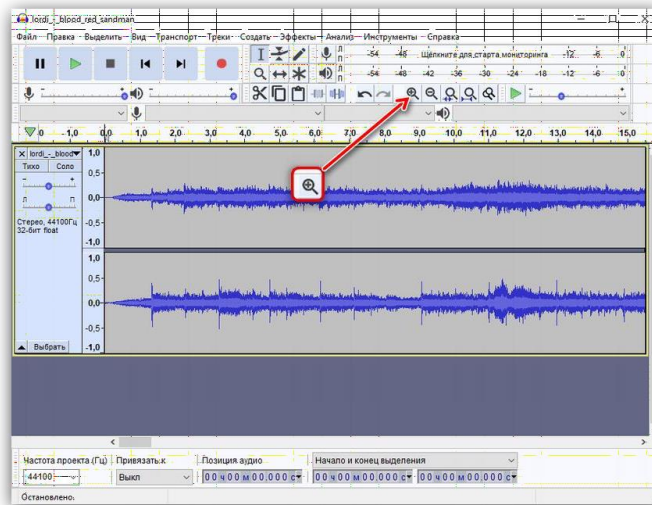 lordi_-_blood_red_sandman
Файл Правка Выделить Вид Транспорт Треки Создать Эффекты Анализ Инструменты Справка
Л П -54 -48 Щёлкните для старта мониторинга -12 -6 0
Л П -54 -48 -42 -36 -30 -24 -18 -12 -6 0
0 -1,0 0,0 1,0 2,0 3,0 4,0 5,0 6,0 7,0 8,0 9,0 10,0 11,0 12,0 13,0 14,0 15,0
lordi_-_blood
Тихо Соло
- +
Л П
Стерео, 44100Гц
32-бит float
Выбрать
1,0
0,5-
0,0-
-0,5-
-1,0
1,0
0,5-
0,0-
-0,5-
-1,0
Частота проекта (Гц) Привязать к Позиция аудио Начало и конец выделения
44100 Выкл 00 ч 00 м 00,000 с 00 ч 00 м 00,000 с 00 ч 00 м 00,000 с
Остановлено.